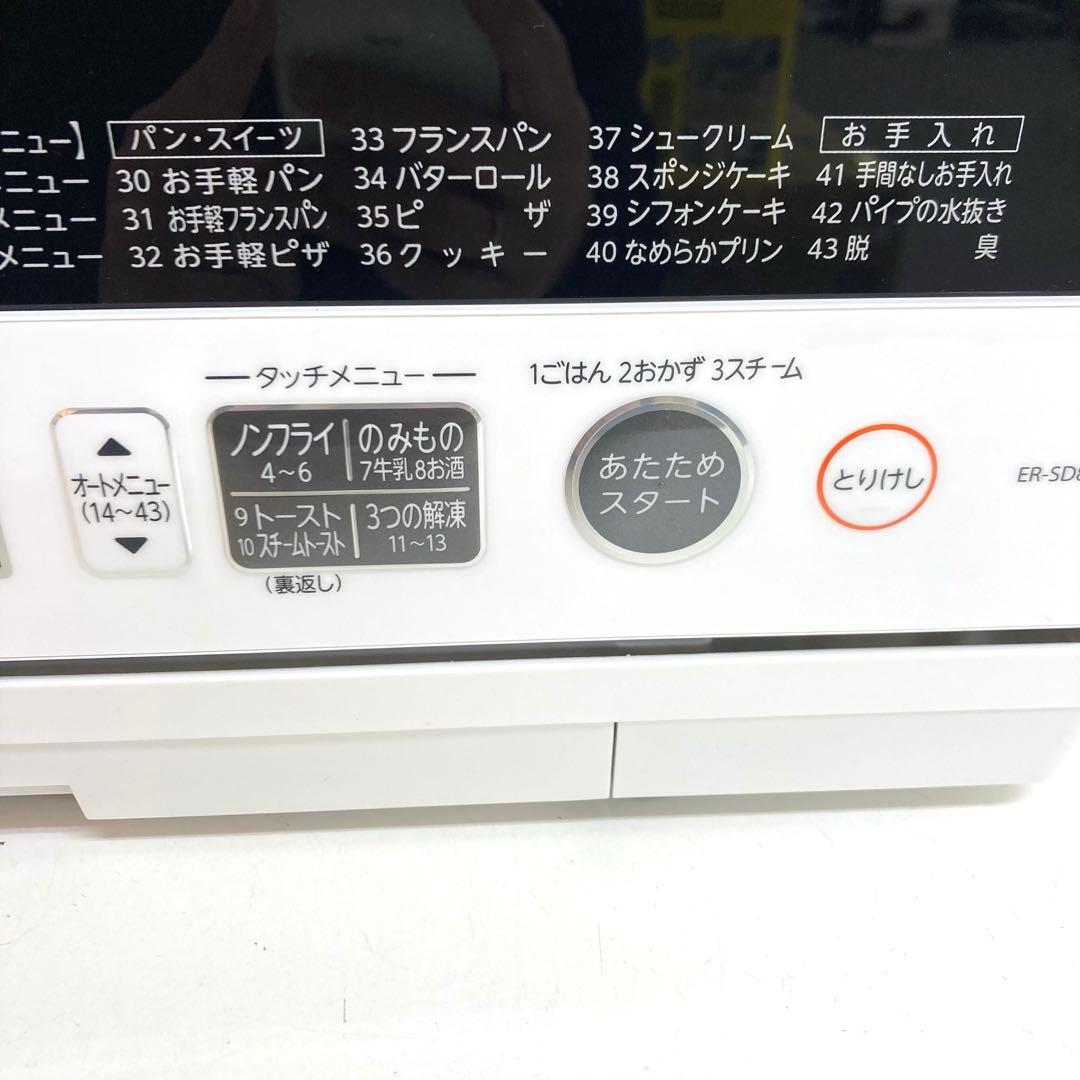 ニュー】
メニュー
メニュー
メニュー
パン・スイーツ
30 お手軽パン
31 お手軽フランスパン
32 お手軽ピザ
33 フランスパン
34 バターロール
35 ピザ
36 クッキー
37 シュークリーム
38 スポンジケーキ
39 シフォンケーキ
40 なめらかプリン
お手入れ
41 手間なしお手入れ
42 パイプの水抜き
43 脱臭
タッチメニュー
1ごはん 2おかず 3スチーム
▲
オートメニュー
(14〜43)
▼
ノンフライ
4〜6
のみもの
7牛乳8お酒
9トースト
10スチームトースト
3つの解凍
11〜13
(裏返し)
あたため
スタート
とりけし
ER-SD8